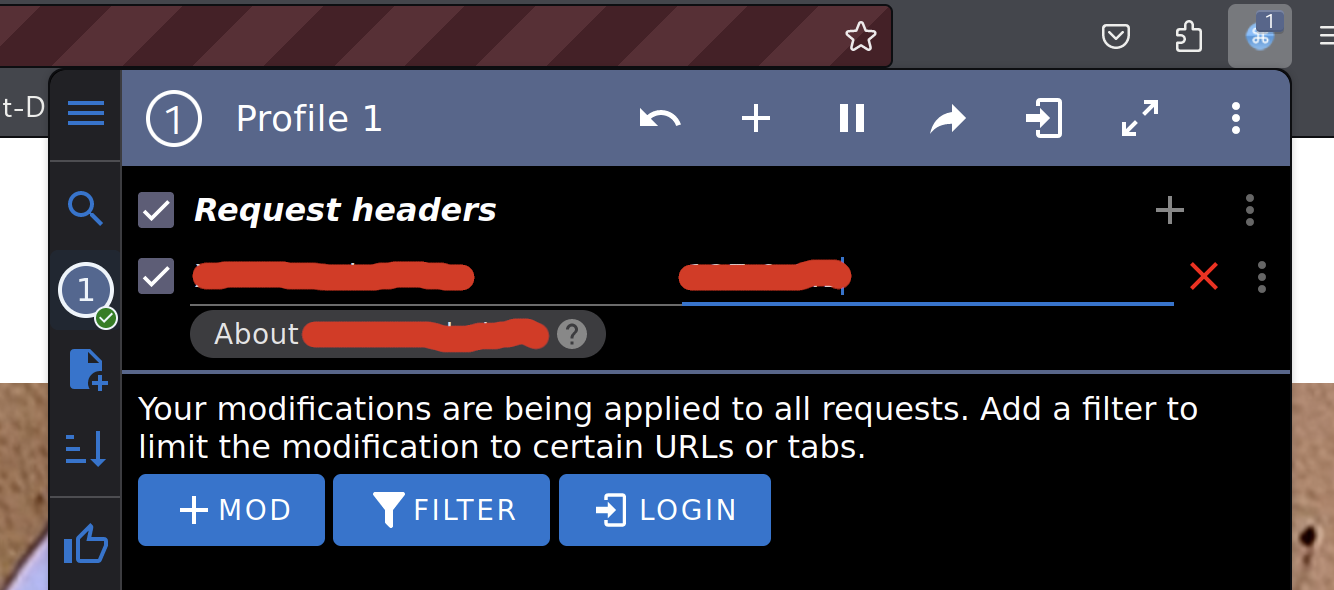 1
t-D
1 Profile 1
Request headers
1
About
?
Your modifications are being applied to all requests. Add a filter to
limit the modification to certain URLs or tabs.
MOD FILTER LOGIN